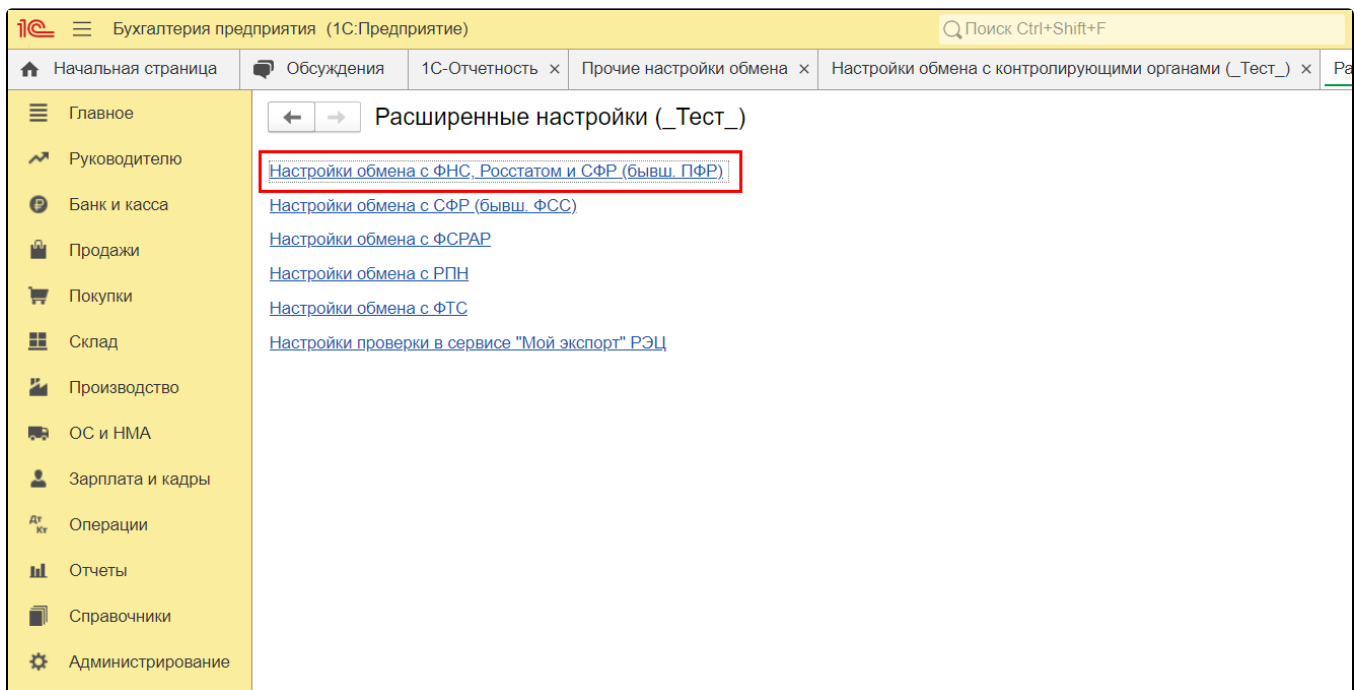 1С Бухгалтерия предприятия (1С:Предприятие) Поиск Ctrl+Shift+F
Начальная страница Обсуждения 1С-Отчетность × Прочие настройки обмена × Настройки обмена с контролирующими органами (_Тест_) × Ра
Главное
Расширенные настройки (_Тест_)
Руководителю
Настройки обмена с ФНС, Росстатом и СФР (бывш. ПФР)
Банк и касса
Настройки обмена с СФР (бывш. ФСС)
Продажи
Настройки обмена с ФСРАР
Настройки обмена с РПН
Покупки
Настройки обмена с ФТС
Склад
Настройки проверки в сервисе "Мой экспорт" РЭЦ
Производство
ОС и НМА
Зарплата и кадры
Дт
Кт
Операции
Отчеты
Справочники
Администрирование